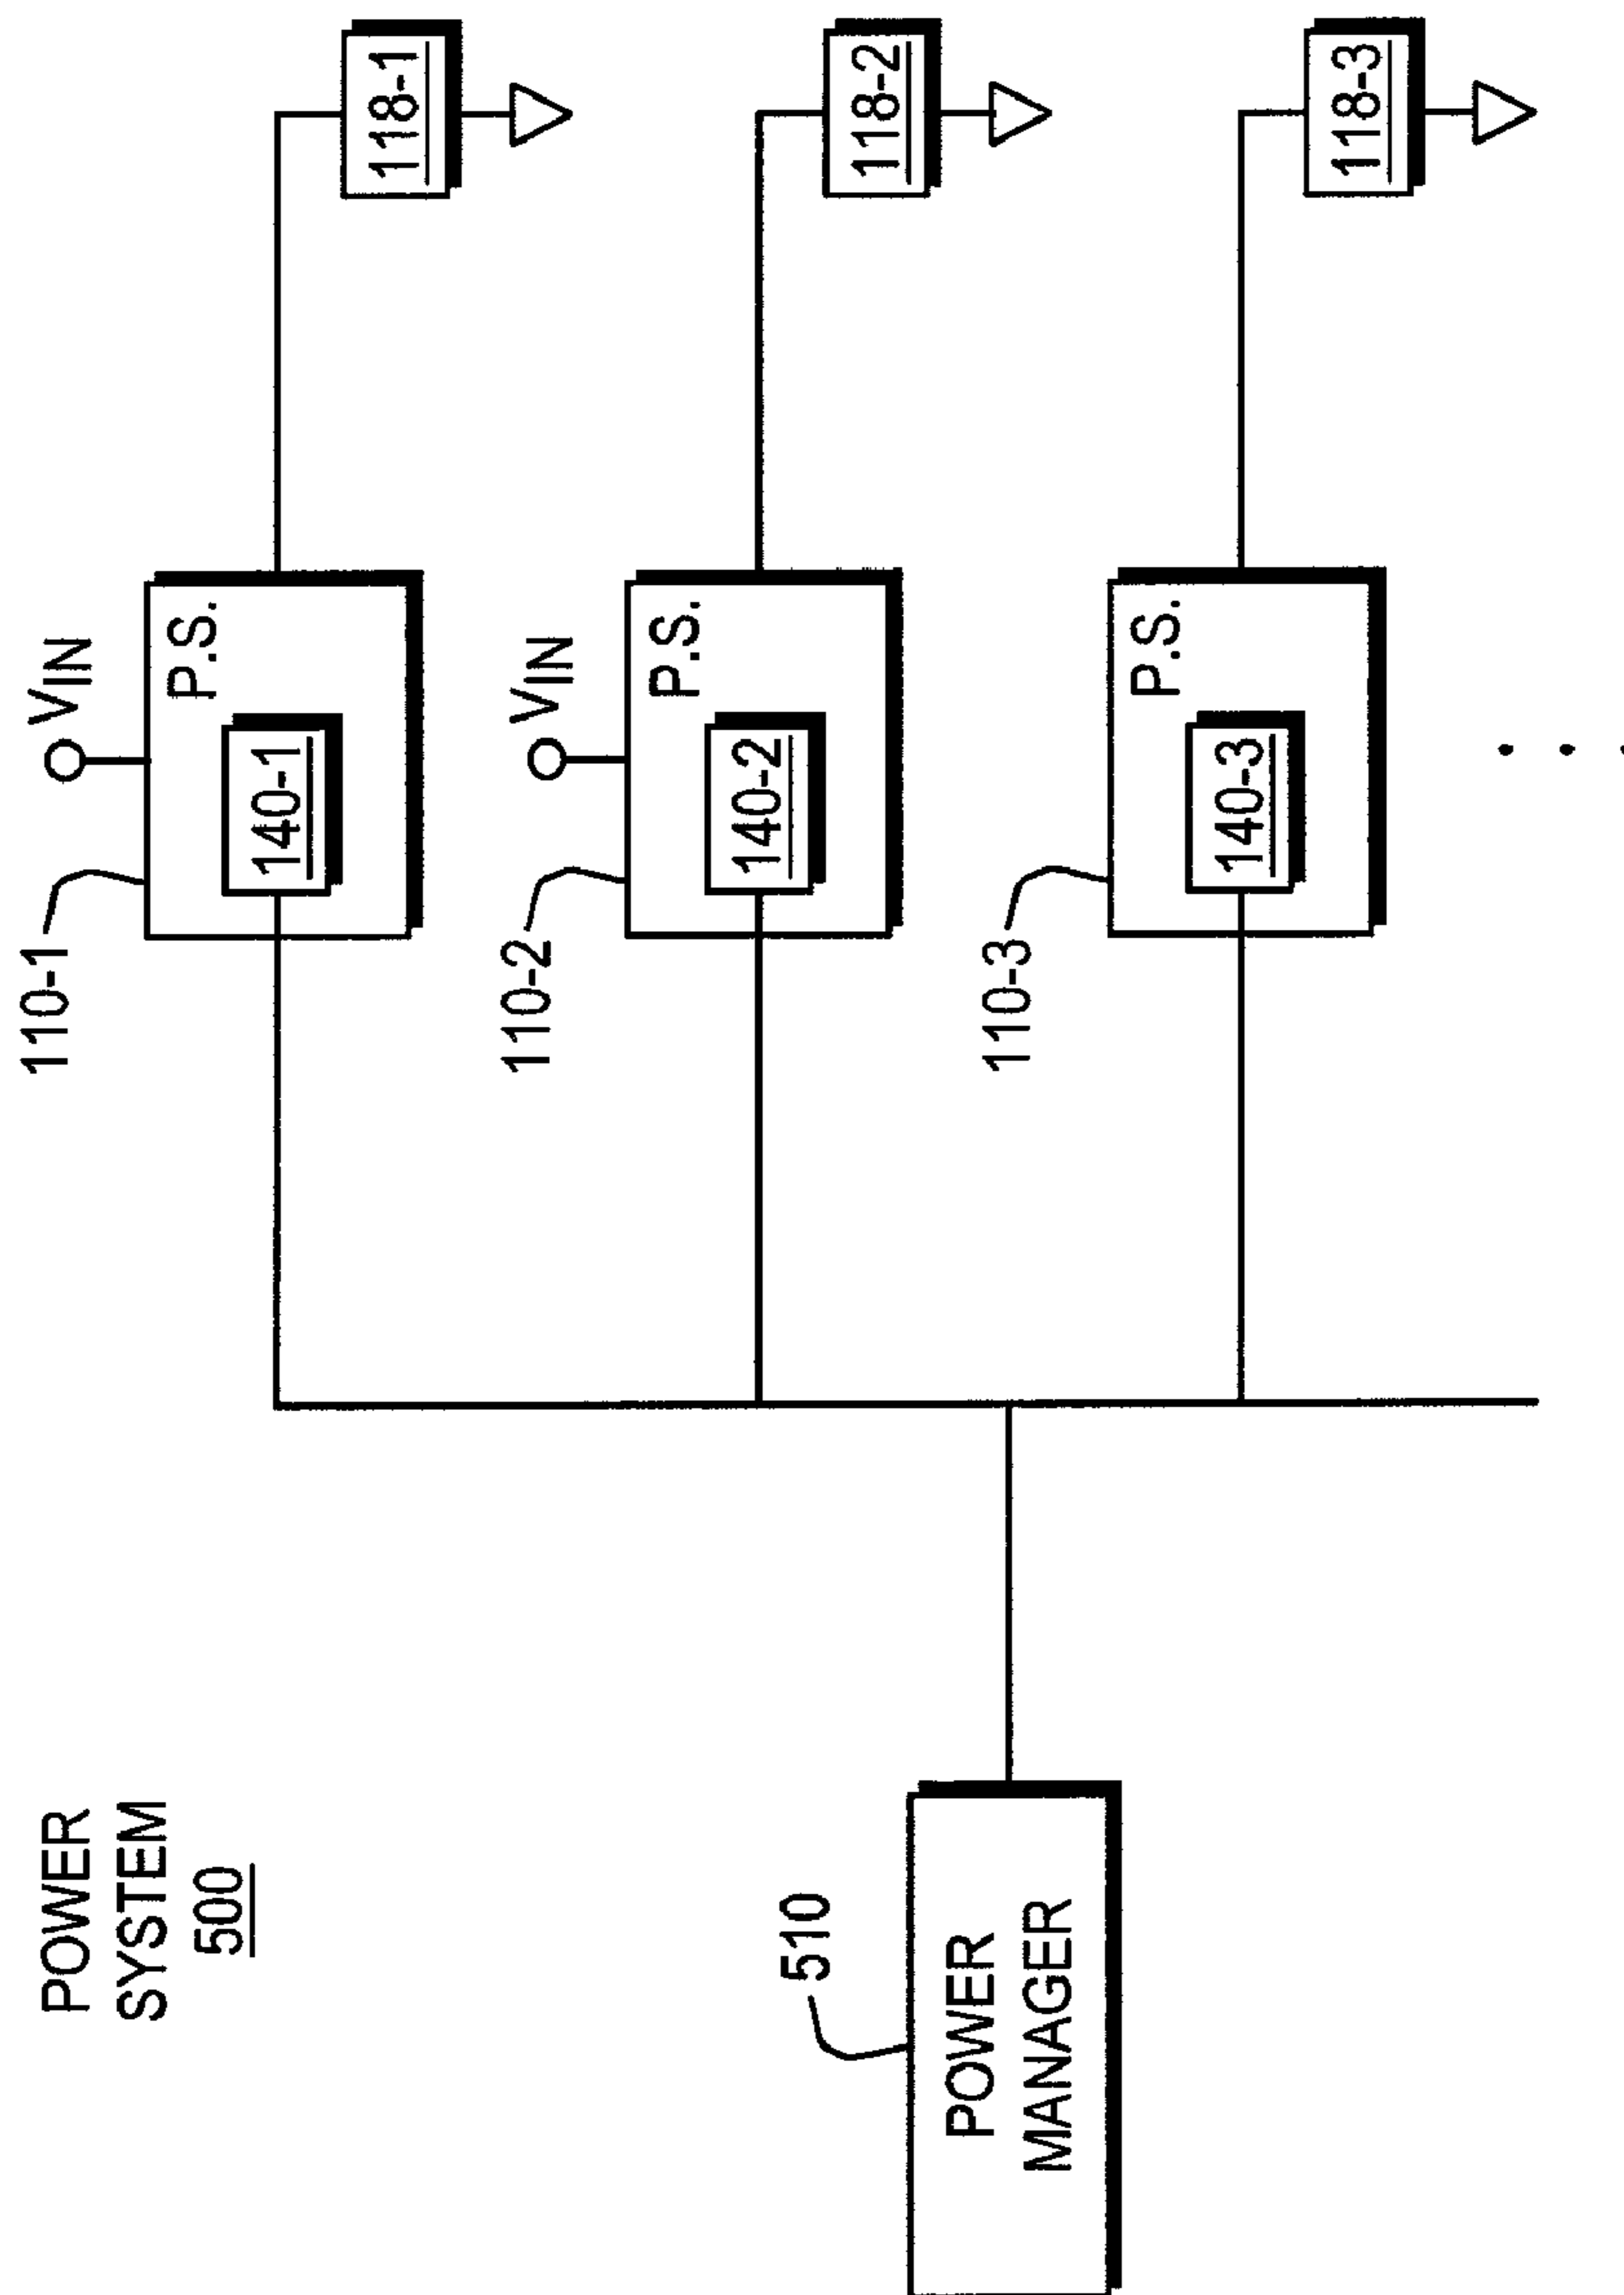 POWER
SYSTEM
500
110-1
VIN
P.S.
140-1
118-1
110-2
VIN
P.S.
140-2
118-2
510
POWER
MANAGER
110-3
P.S.
140-3
118-3